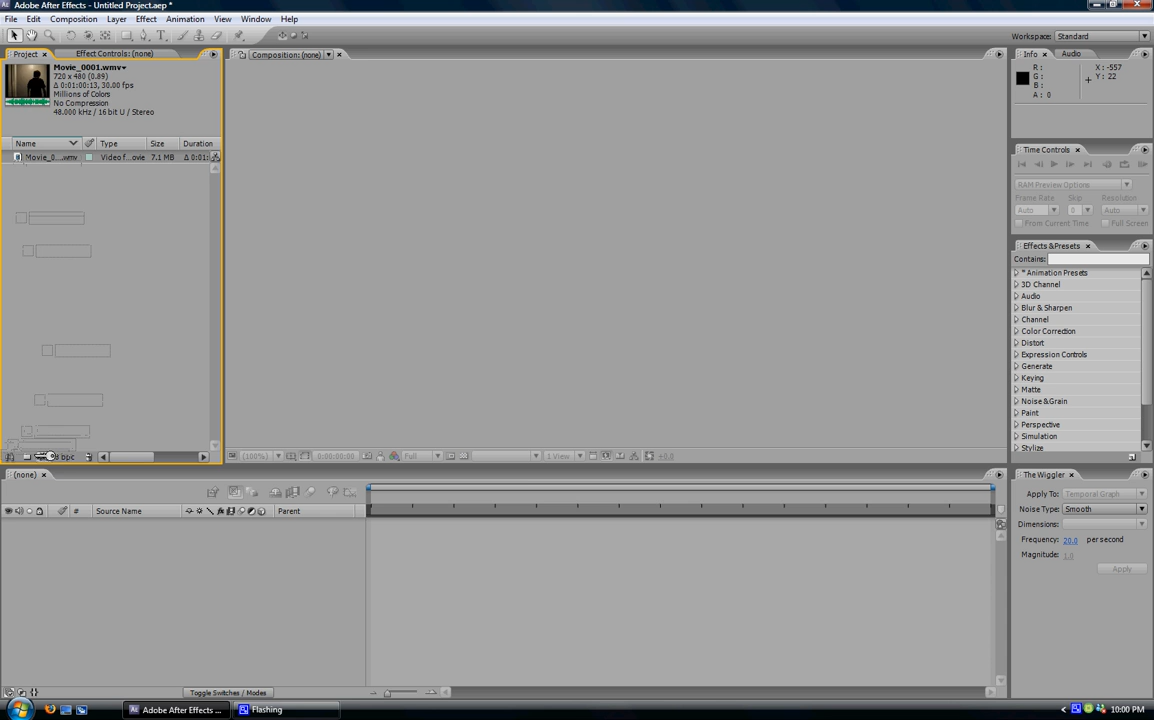 Adobe After Effects - Untitled Project.aep *
File Edit Composition Layer Effect Animation View Window Help
Workspace: Standard
Project Effect Controls: (none)
Composition: (none)
Info Audio
Movie_0001.wmv
720 x 480 (0.89)
Δ 0:01:00:13, 30.00 fps
Millions of Colors
No Compression
48.000 kHz / 16 bit U / Stereo
R :
G :
B :
A : 0
X : -557
Y : 22
Name Type Size Duration
Movie_0....wmv Video f...ovie 7.1 MB Δ 0:01:
Time Controls
RAM Preview Options
Frame Rate Skip Resolution
Auto 0 Auto
From Current Time Full Screen
Effects & Presets
Contains:
* Animation Presets
3D Channel
Audio
Blur & Sharpen
Channel
Color Correction
Distort
Expression Controls
Generate
Keying
Matte
Noise & Grain
Paint
Perspective
Simulation
Stylize
bpc
(100%) 0:00:00:00 Full 1 View +0.0
(none)
# Source Name Parent
The Wiggler
Apply To: Temporal Graph
Noise Type: Smooth
Dimensions:
Frequency: 20.0 per second
Magnitude: 1.0
Apply
Toggle Switches / Modes
Adobe After Effects ... Flashing 10:00 PM